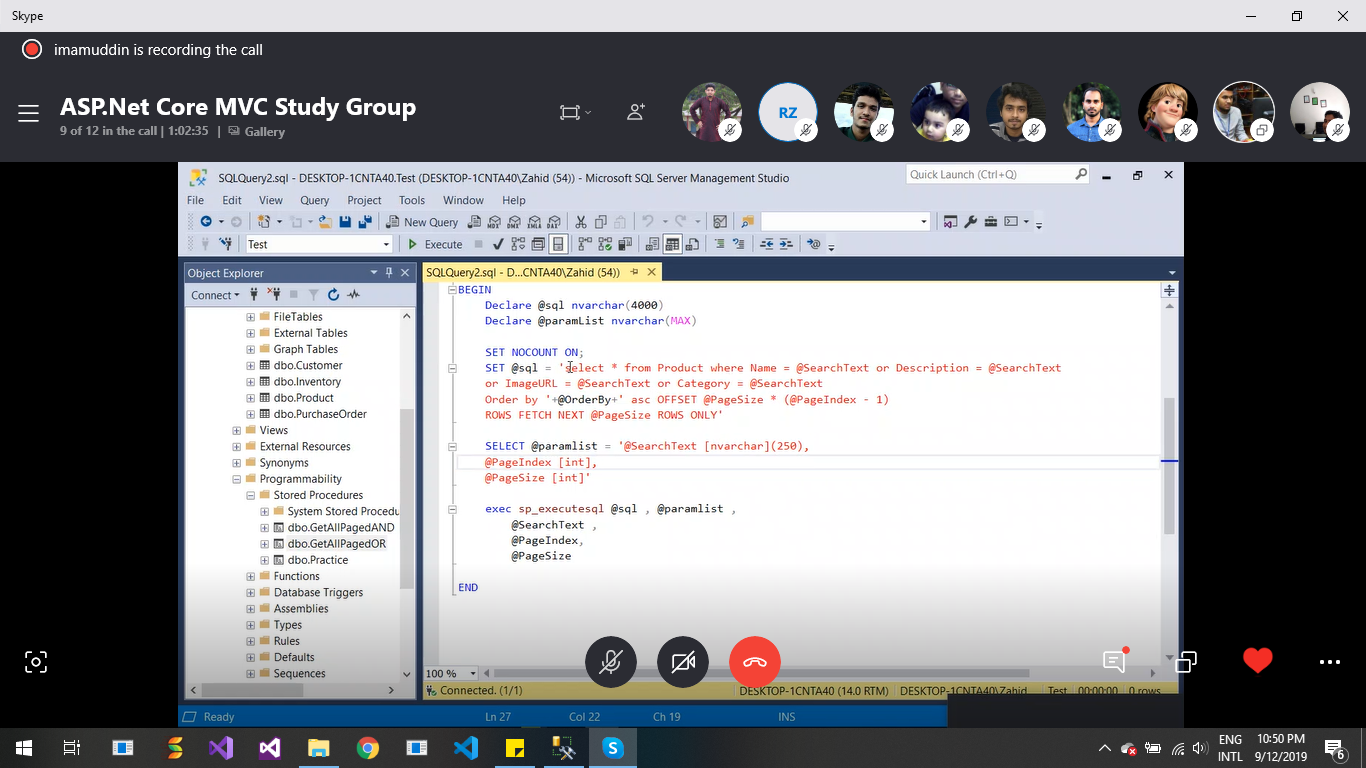 Skype
imamuddin is recording the call
ASP.Net Core MVC Study Group
9 of 12 in the call | 1:02:35 | Gallery
RZ
SQLQuery2.sql - DESKTOP-1CNTA40.Test (DESKTOP-1CNTA40\Zahid (54)) - Microsoft SQL Server Management Studio
Quick Launch (Ctrl+Q)
File Edit View Query Project Tools Window Help
New Query
Test Execute
Object Explorer
Connect
FileTables
External Tables
Graph Tables
dbo.Customer
dbo.Inventory
dbo.Product
dbo.PurchaseOrder
Views
External Resources
Synonyms
Programmability
Stored Procedures
System Stored Procedu
dbo.GetAllPagedAND
dbo.GetAllPagedOR
dbo.Practice
Functions
Database Triggers
Assemblies
Types
Rules
Defaults
Sequences
SQLQuery2.sql - D...CNTA40\Zahid (54))
BEGIN
Declare @sql nvarchar(4000)
Declare @paramList nvarchar(MAX)
SET NOCOUNT ON;
SET @sql = 'select * from Product where Name = @SearchText or Description = @SearchText
or ImageURL = @SearchText or Category = @SearchText
Order by '+@OrderBy+' asc OFFSET @PageSize * (@PageIndex - 1)
ROWS FETCH NEXT @PageSize ROWS ONLY'
SELECT @paramlist = '@SearchText [nvarchar](250),
@PageIndex [int],
@PageSize [int]'
exec sp_executesql @sql , @paramlist ,
@SearchText ,
@PageIndex,
@PageSize
END
100 %
Connected. (1/1) DESKTOP-1CNTA40 (14.0 RTM) DESKTOP-1CNTA40\Zahid Test 00:00:00 0 rows
Ready Ln 27 Col 22 Ch 19 INS
ENG
INTL
10:50 PM
9/12/2019
6